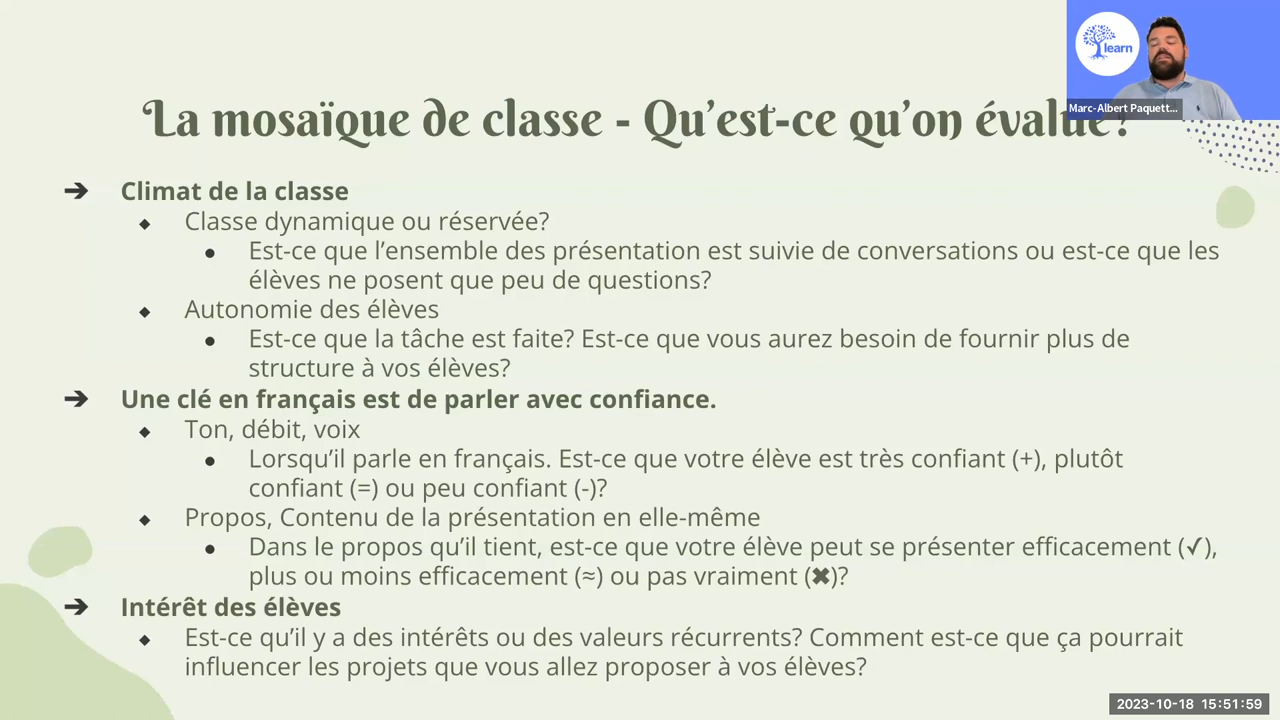 La mosaïque de classe - Qu'est-ce qu'on évalue?
learn
Marc-Albert Paquett...
➔ Climat de la classe
◆ Classe dynamique ou réservée?
● Est-ce que l'ensemble des présentation est suivie de conversations ou est-ce que les
élèves ne posent que peu de questions?
◆ Autonomie des élèves
● Est-ce que la tâche est faite? Est-ce que vous aurez besoin de fournir plus de
structure à vos élèves?
➔ Une clé en français est de parler avec confiance.
◆ Ton, débit, voix
● Lorsqu'il parle en français. Est-ce que votre élève est très confiant (+), plutôt
confiant (=) ou peu confiant (-)?
◆ Propos, Contenu de la présentation en elle-même
● Dans le propos qu'il tient, est-ce que votre élève peut se présenter efficacement (✓),
plus ou moins efficacement (≈) ou pas vraiment (✖)?
➔ Intérêt des élèves
◆ Est-ce qu'il y a des intérêts ou des valeurs récurrents? Comment est-ce que ça pourrait
influencer les projets que vous allez proposer à vos élèves?
2023-10-18 15:51:59